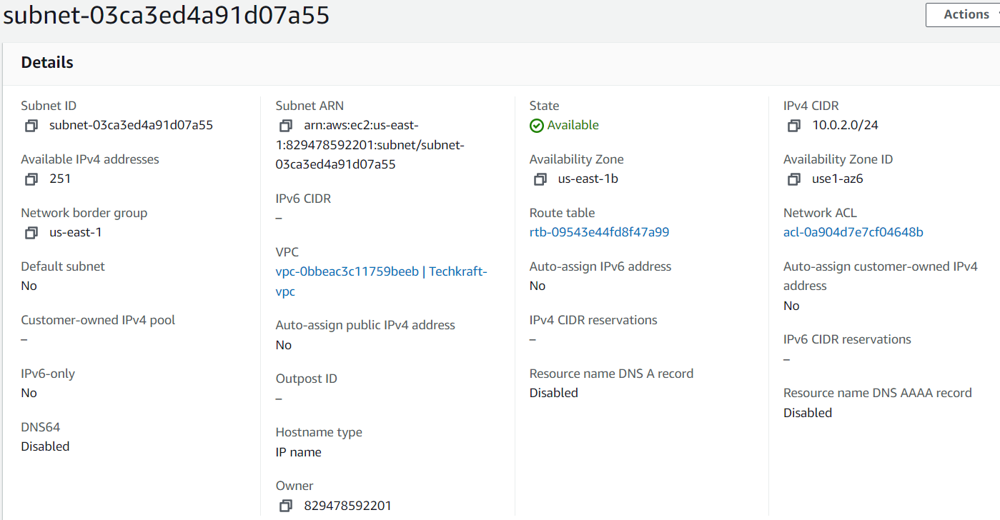 subnet-03ca3ed4a91d07a55
Actions
Details
Subnet ID
subnet-03ca3ed4a91d07a55
Available IPv4 addresses
251
Network border group
us-east-1
Default subnet
No
Customer-owned IPv4 pool
–
IPv6-only
No
DNS64
Disabled
Subnet ARN
arn:aws:ec2:us-east-
1:829478592201:subnet/subnet-
03ca3ed4a91d07a55
IPv6 CIDR
–
VPC
vpc-0bbeac3c11759beeb | Techkraft-
vpc
Auto-assign public IPv4 address
No
Outpost ID
–
Hostname type
IP name
Owner
829478592201
State
Available
Availability Zone
us-east-1b
Route table
rtb-09543e44fd8f47a99
Auto-assign IPv6 address
No
IPv4 CIDR reservations
–
Resource name DNS A record
Disabled
IPv4 CIDR
10.0.2.0/24
Availability Zone ID
use1-az6
Network ACL
acl-0a904d7e7cf04648b
Auto-assign customer-owned IPv4
address
No
IPv6 CIDR reservations
–
Resource name DNS AAAA record
Disabled